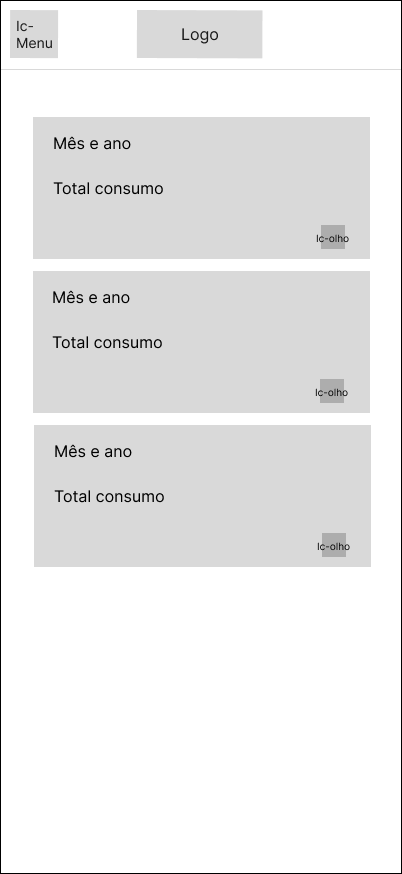 Ic-
Menu
Logo
Mês e ano
Total consumo
Ic-olho
Mês e ano
Total consumo
Ic-olho
Mês e ano
Total consumo
Ic-olho